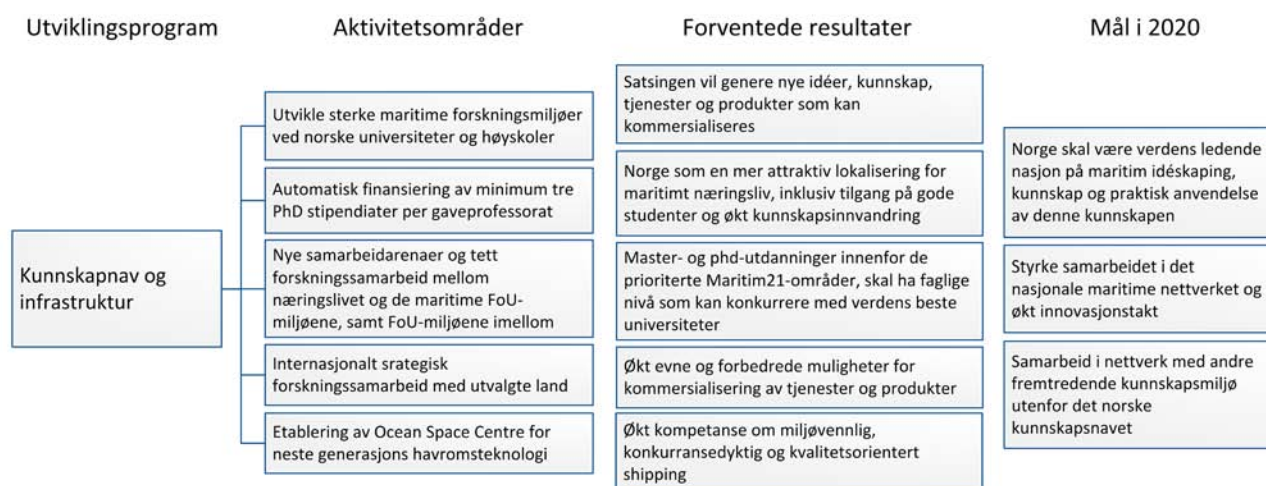 Utviklingsprogram
Aktivitetsområder
Forventede resultater
Mål i 2020
Kunnskapnav og
infrastruktur
Utvikle sterke maritime forskningsmiljøer
ved norske universiteter og høyskoler
Automatisk finansiering av minimum tre
PhD stipendiater per gaveprofessorat
Nye samarbeidarenaer og tett
forskningssamarbeid mellom
næringslivet og de maritime FoU-
miljøene, samt FoU-miljøene imellom
Internasjonalt srategisk
forskningssamarbeid med utvalgte land
Etablering av Ocean Space Centre for
neste generasjons havromsteknologi
Satsingen vil genere nye idéer, kunnskap,
tjenester og produkter som kan
kommersialiseres
Norge som en mer attraktiv lokalisering for
maritimt næringsliv, inklusiv tilgang på gode
studenter og økt kunnskapsinnvandring
Master- og phd-utdanninger innenfor de
prioriterte Maritim21-områder, skal ha faglige
nivå som kan konkurrere med verdens beste
universiteter
Økt evne og forbedrede muligheter for
kommersialisering av tjenester og produkter
Økt kompetanse om miljøvennlig,
konkurransedyktig og kvalitetsorientert
shipping
Norge skal være verdens ledende
nasjon på maritim idéskaping,
kunnskap og praktisk anvendelse
av denne kunnskapen
Styrke samarbeidet i det
nasjonale maritime nettverket og
økt innovasjonstakt
Samarbeid i nettverk med andre
fremtredende kunnskapsmiljø
utenfor det norske
kunnskapsnavet